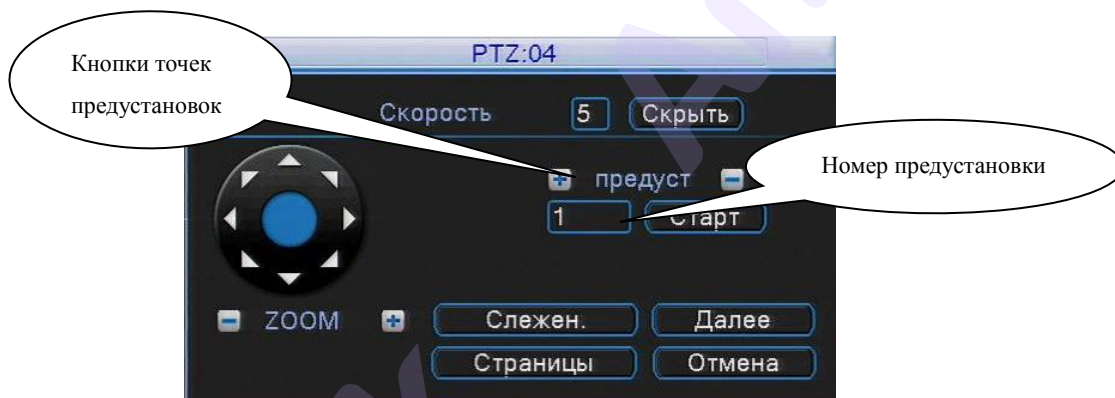 PTZ:04
Кнопки точек
предустановок
Скорость 5 Скрыть
предуст
Номер предустановки
1 Старт
ZOOM Слежен. Далее
Страницы Отмена